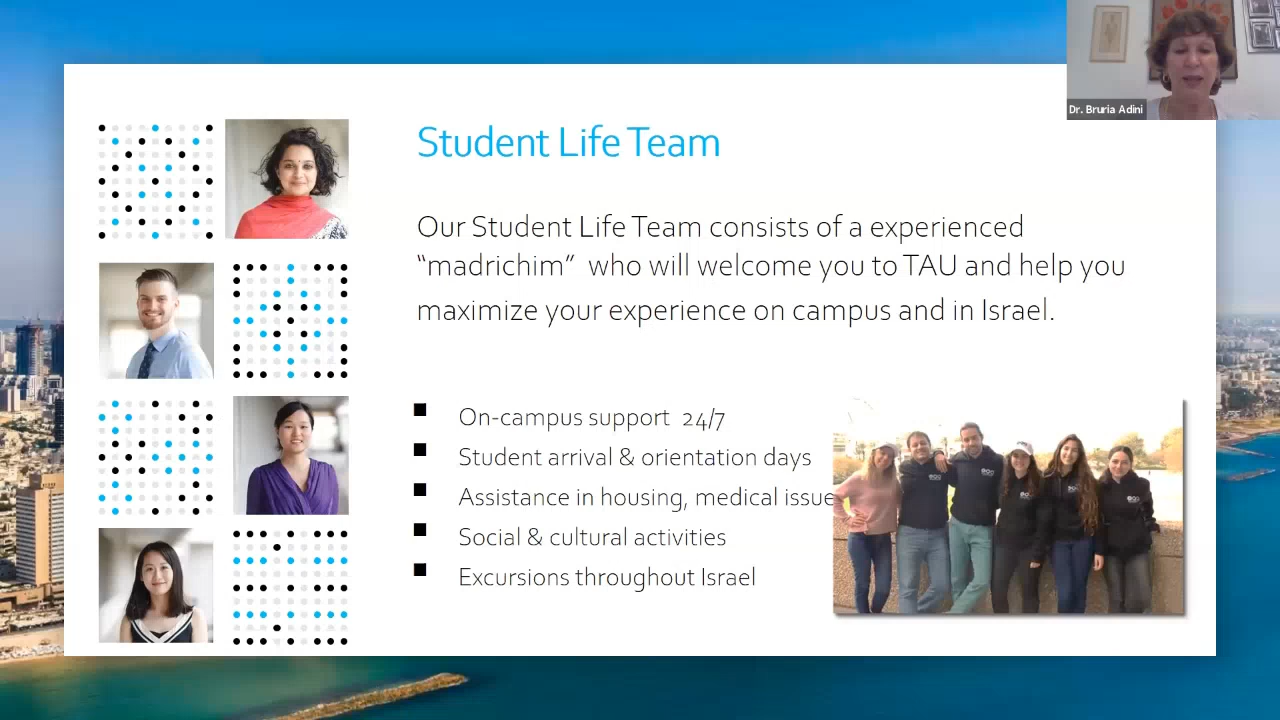 Dr. Bruria Adini
Student Life Team
Our Student Life Team consists of a experienced
“madrichim”  who will welcome you to TAU and help you
maximize your experience on campus and in Israel.
On-campus support  24/7
Student arrival & orientation days
Assistance in housing, medical issue
Social & cultural activities
Excursions throughout Israel